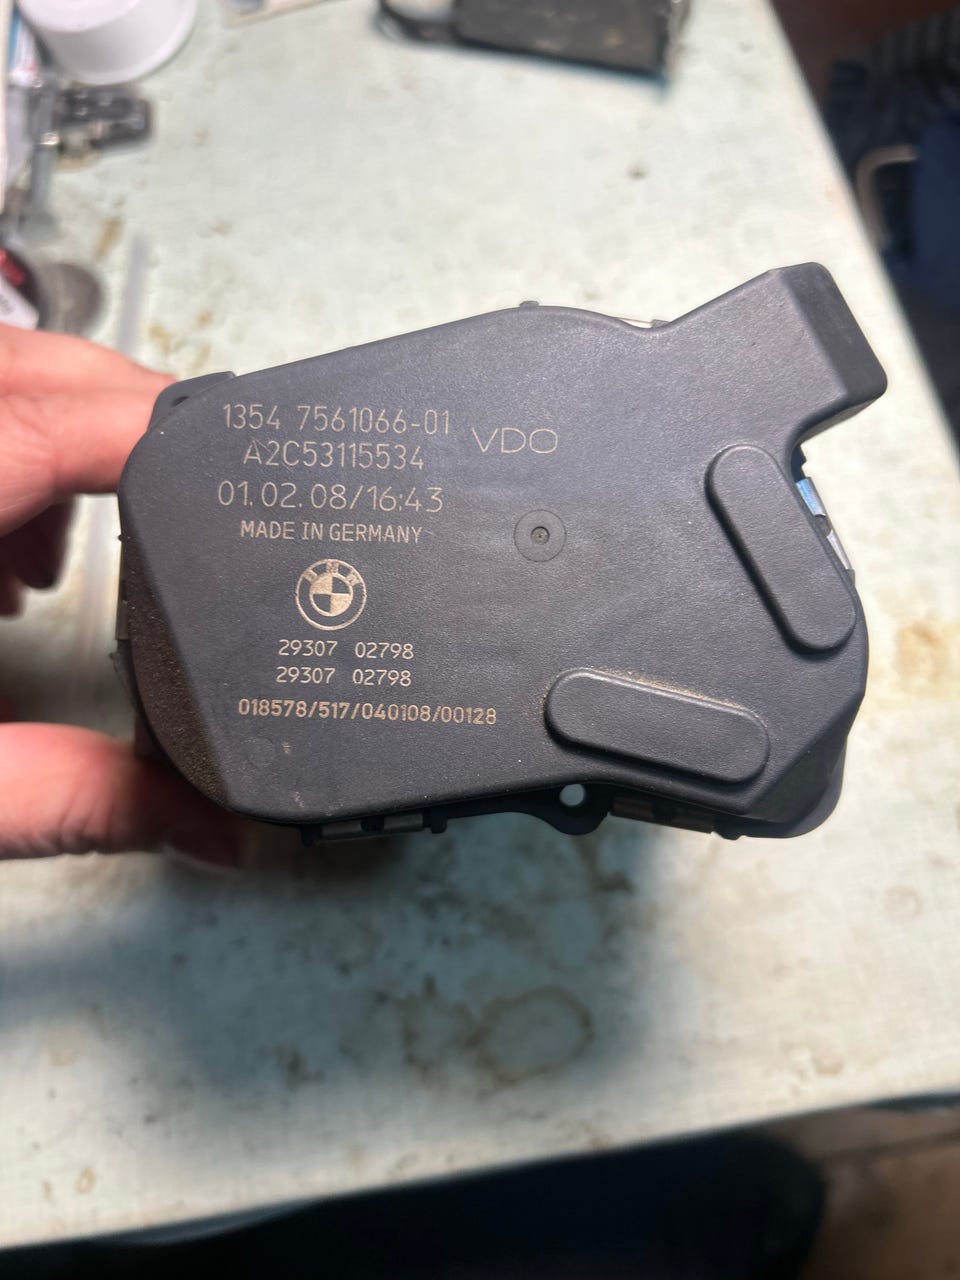 1354 7561066-01
VDO
A2C53115534
01.02.08/16:43
MADE IN GERMANY
BMW
29307 02798
29307 02798
018578/517/040108/00128